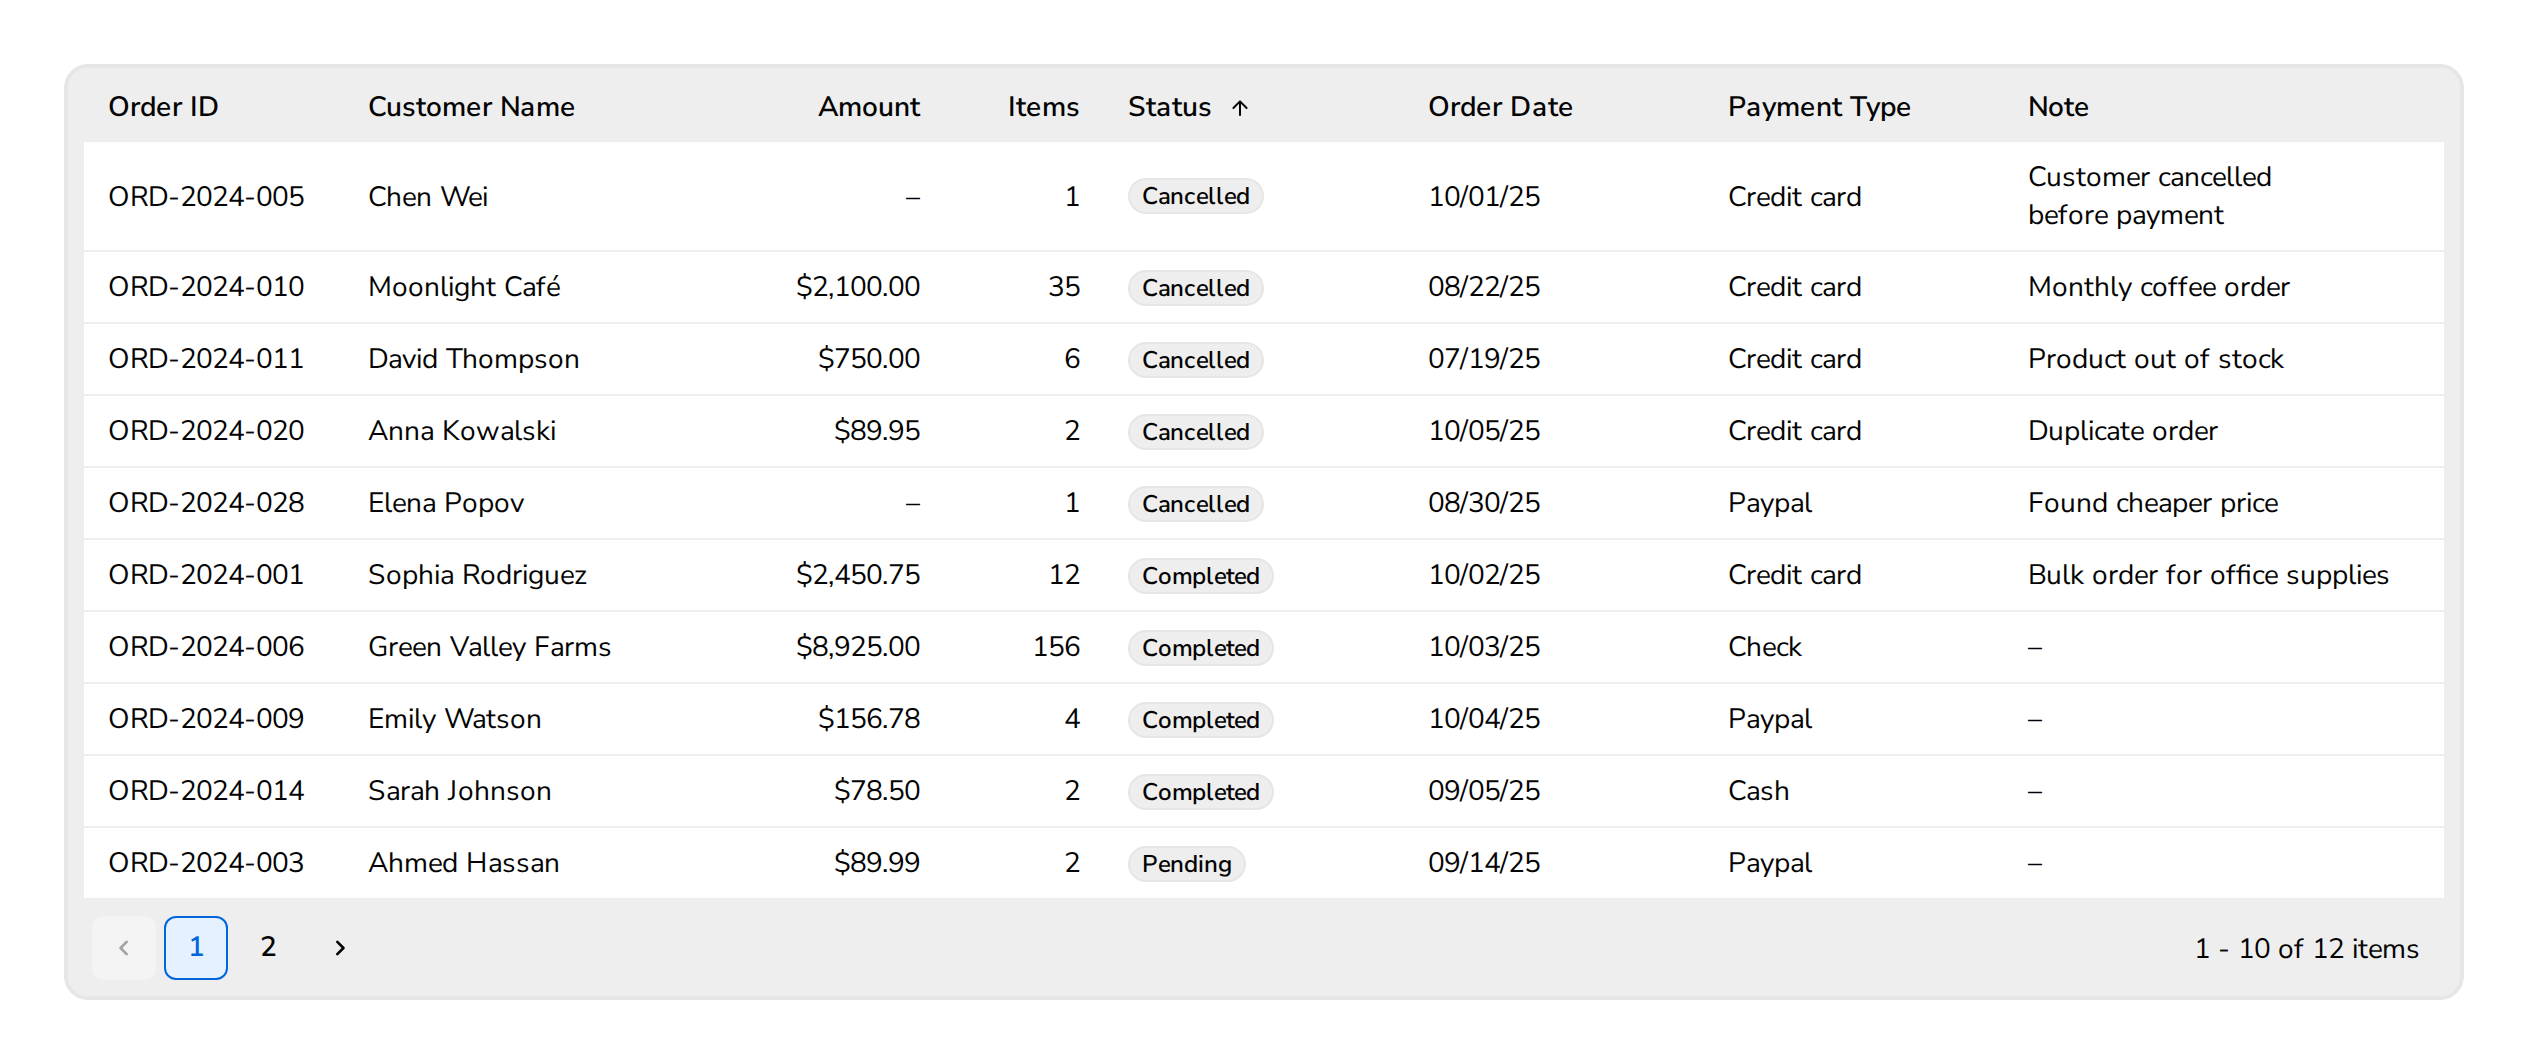 Order ID Customer Name Amount Items Status ↑ Order Date Payment Type Note
ORD-2024-005 Chen Wei – 1 Cancelled 10/01/25 Credit card Customer cancelled
before payment
ORD-2024-010 Moonlight Café $2,100.00 35 Cancelled 08/22/25 Credit card Monthly coffee order
ORD-2024-011 David Thompson $750.00 6 Cancelled 07/19/25 Credit card Product out of stock
ORD-2024-020 Anna Kowalski $89.95 2 Cancelled 10/05/25 Credit card Duplicate order
ORD-2024-028 Elena Popov – 1 Cancelled 08/30/25 Paypal Found cheaper price
ORD-2024-001 Sophia Rodriguez $2,450.75 12 Completed 10/02/25 Credit card Bulk order for office supplies
ORD-2024-006 Green Valley Farms $8,925.00 156 Completed 10/03/25 Check –
ORD-2024-009 Emily Watson $156.78 4 Completed 10/04/25 Paypal –
ORD-2024-014 Sarah Johnson $78.50 2 Completed 09/05/25 Cash –
ORD-2024-003 Ahmed Hassan $89.99 2 Pending 09/14/25 Paypal –
‹ 1 2 › 1 - 10 of 12 items